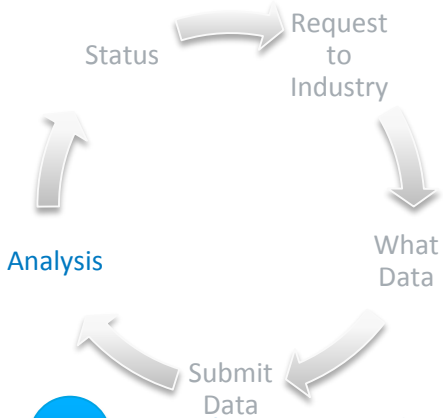 Status
Request
to
Industry
What
Data
Submit
Data
Analysis